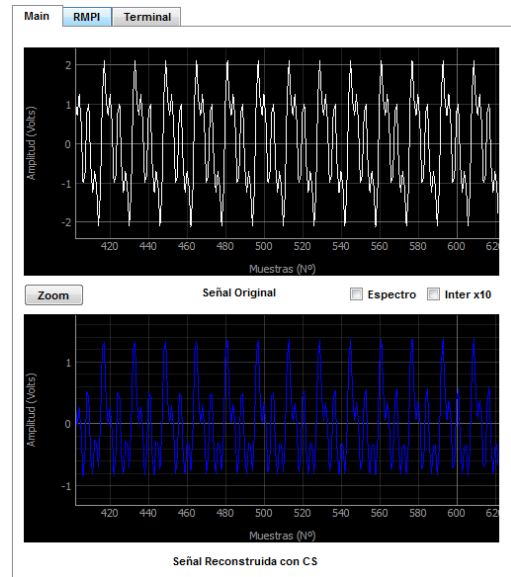 Main RMPI Terminal
Amplitud (Volts)
2
1
0
-1
-2
420 440 460 480 500 520 540 560 580 600 620
Muestras (Nº)
Zoom Señal Original Espectro Inter x10
Amplitud (Volts)
1
0
-1
420 440 460 480 500 520 540 560 580 600 620
Muestras (Nº)
Señal Reconstruida con CS